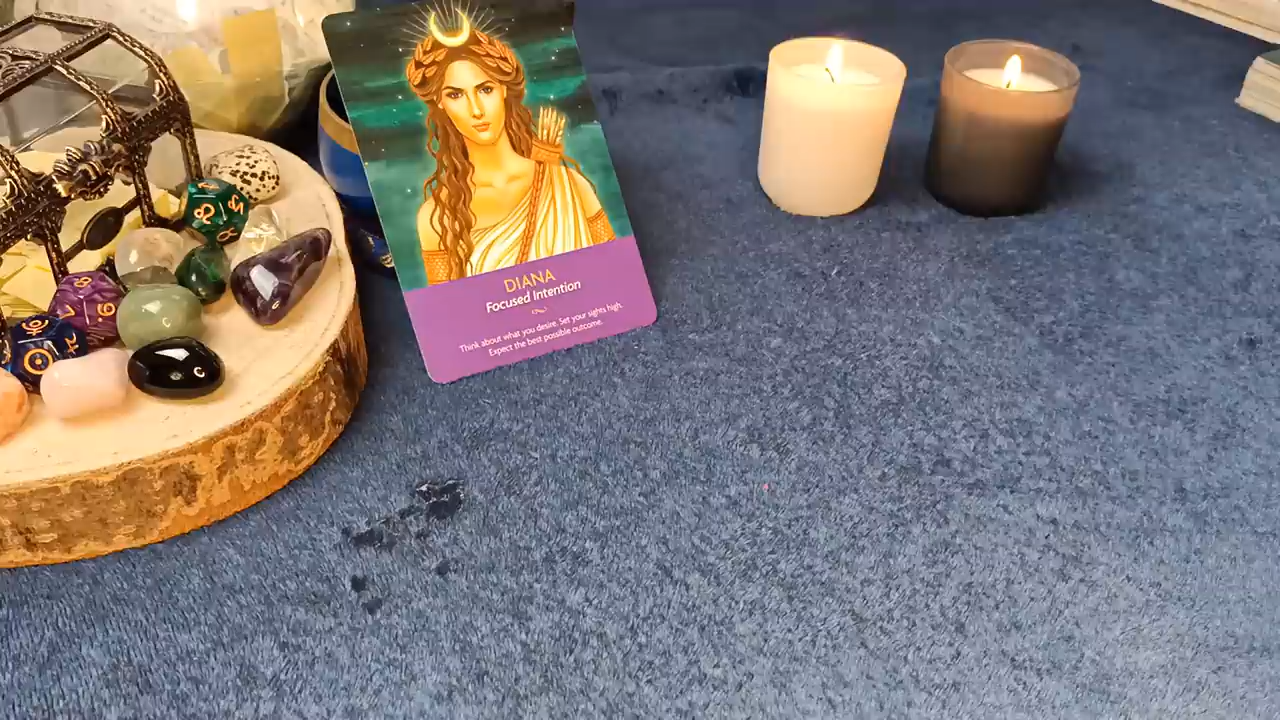 DIANA
Focused Intention
Think about what you desire. Set your sights high.
Expect the best possible outcome.